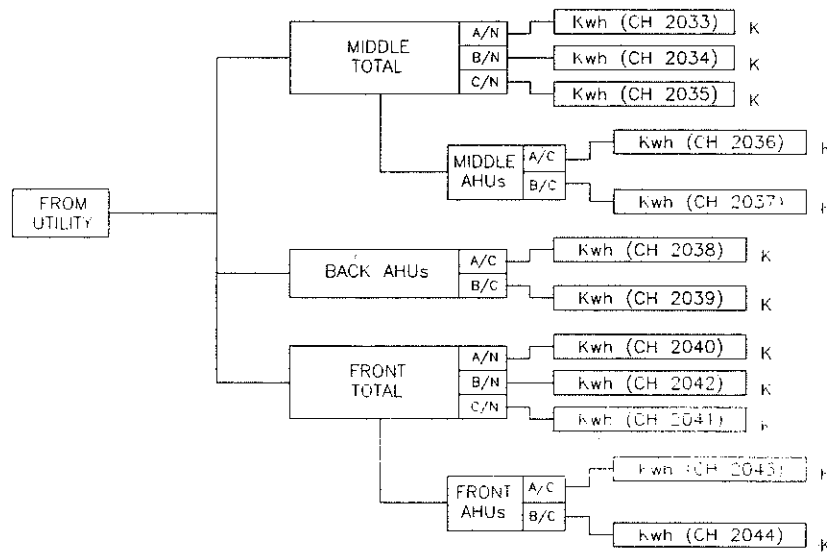 A/N
Kwh (CH 2033) K
MIDDLE
TOTAL
B/N
Kwh (CH 2034) K
C/N
Kwh (CH 2035) K
MIDDLE
AHUs
A/C
Kwh (CH 2036)
B/C
Kwh (CH 2037)
FROM
UTILITY
BACK AHUs
A/C
Kwh (CH 2038) K
B/C
Kwh (CH 2039) K
FRONT
TOTAL
A/N
Kwh (CH 2040) K
B/N
Kwh (CH 2042) K
C/N
Kwh (CH 2041) K
FRONT
AHUs
A/C
Kwh (CH 2043)
B/C
Kwh (CH 2044) K